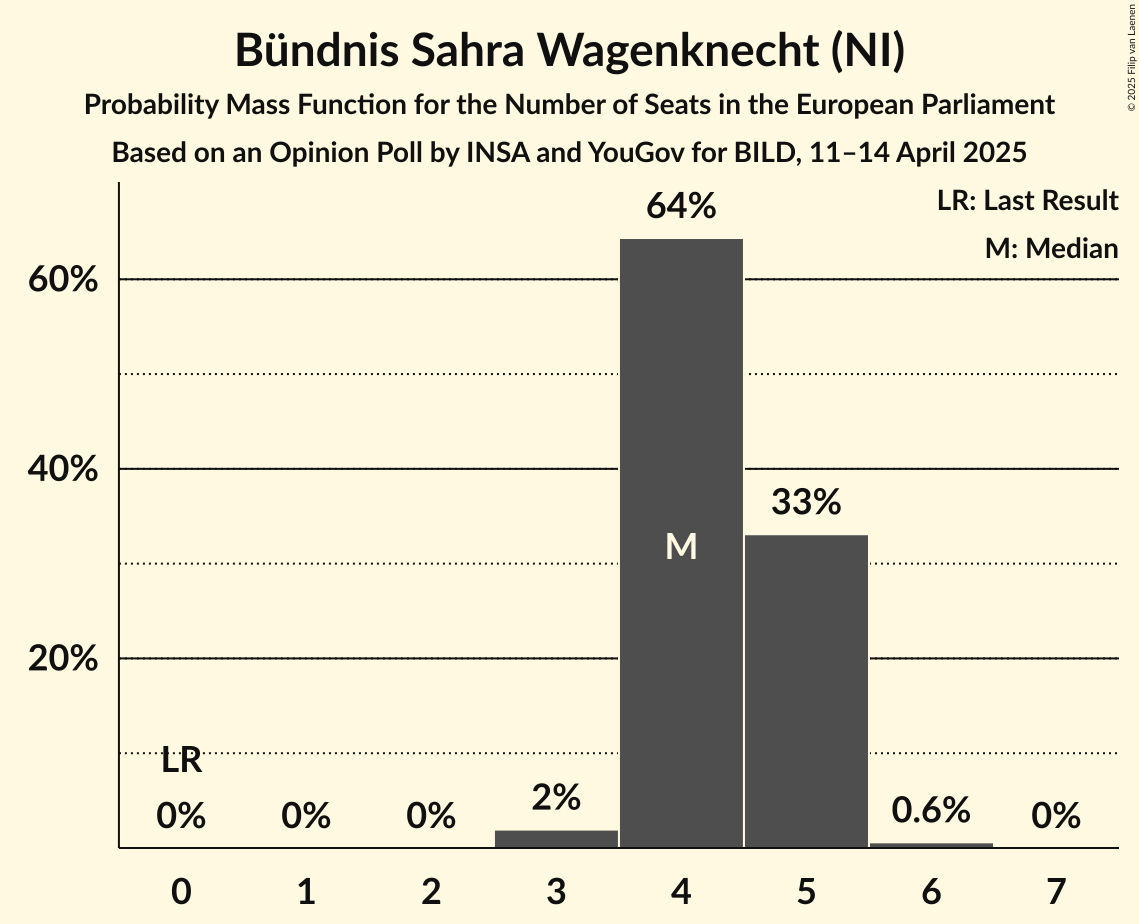 Bündnis Sahra Wagenknecht (NI)
Probability Mass Function for the Number of Seats in the European Parliament
Based on an Opinion Poll by INSA and YouGov for BILD, 11–14 April 2025
© 2025 Filip van Laenen
LR: Last Result
M: Median
64%
60%
40%
33%
M
20%
LR
0%
0%
0%
2%
0.6%
0%
0
1
2
3
4
5
6
7